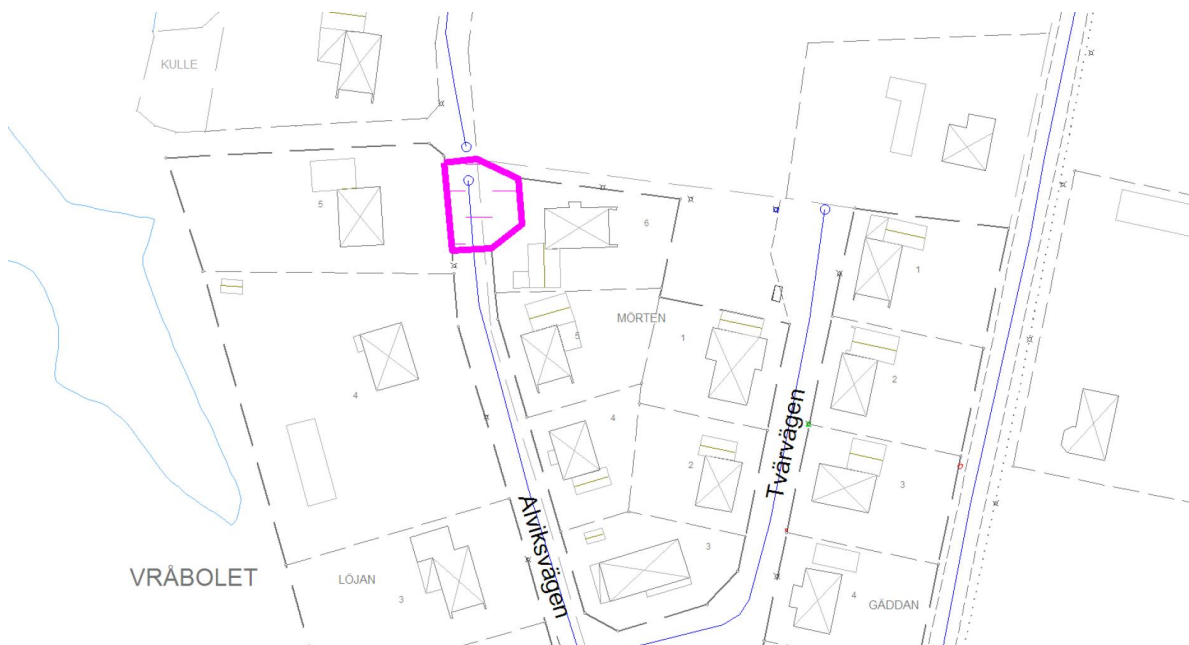 KULLE
5
6
1
MÖRTEN
5
1
2
4
4
2
3
Tvärvägen
Alviksvägen
3
VRÅBOLET
LÖJAN
3
4
GÄDDAN